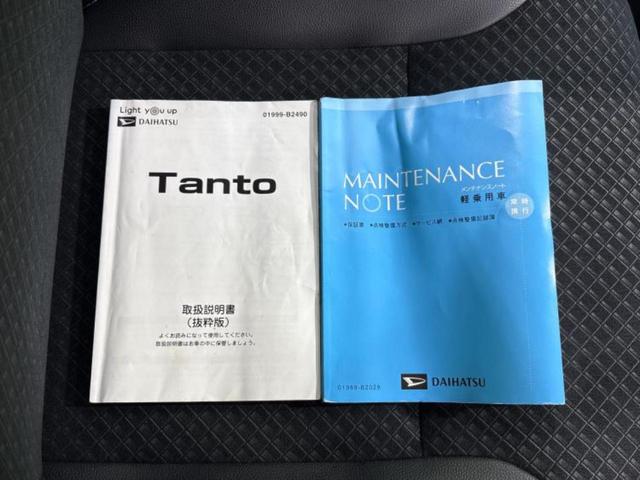 Light you up
DAIHATSU
01999-B2490
Tanto
取扱説明書
(抜粋版)
よくお読みになって使用してください。
取扱説明書はお車の中に保管しましょう。
MAINTENANCE
NOTE
メンテナンスノート
軽乗用車
常時
携行
●保証書 ●点検整備方式 ●サービス網 ●点検整備記録簿
01999-B2029
DAIHATSU